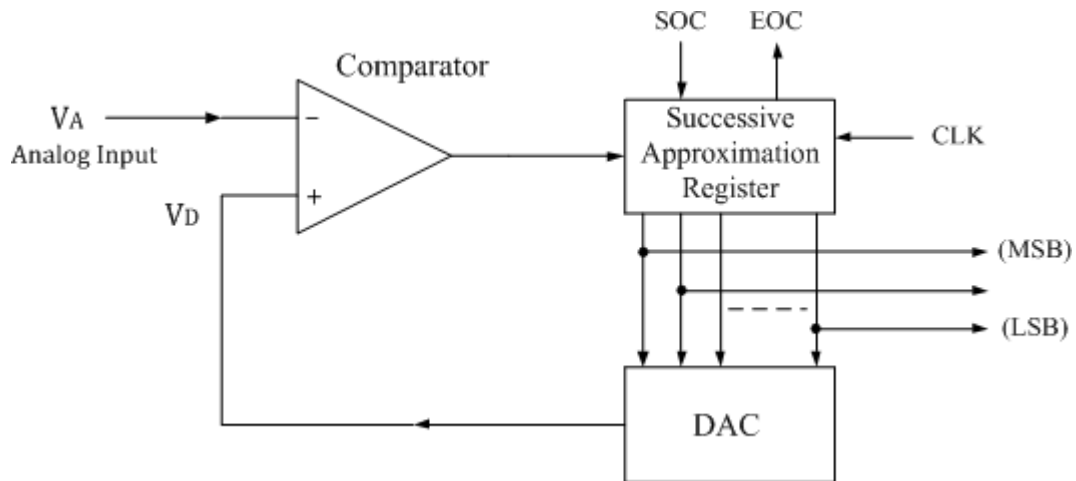 SOC
EOC
Comparator
VA
Analog Input
−
+
VD
Successive
Approximation
Register
CLK
(MSB)
(LSB)
DAC